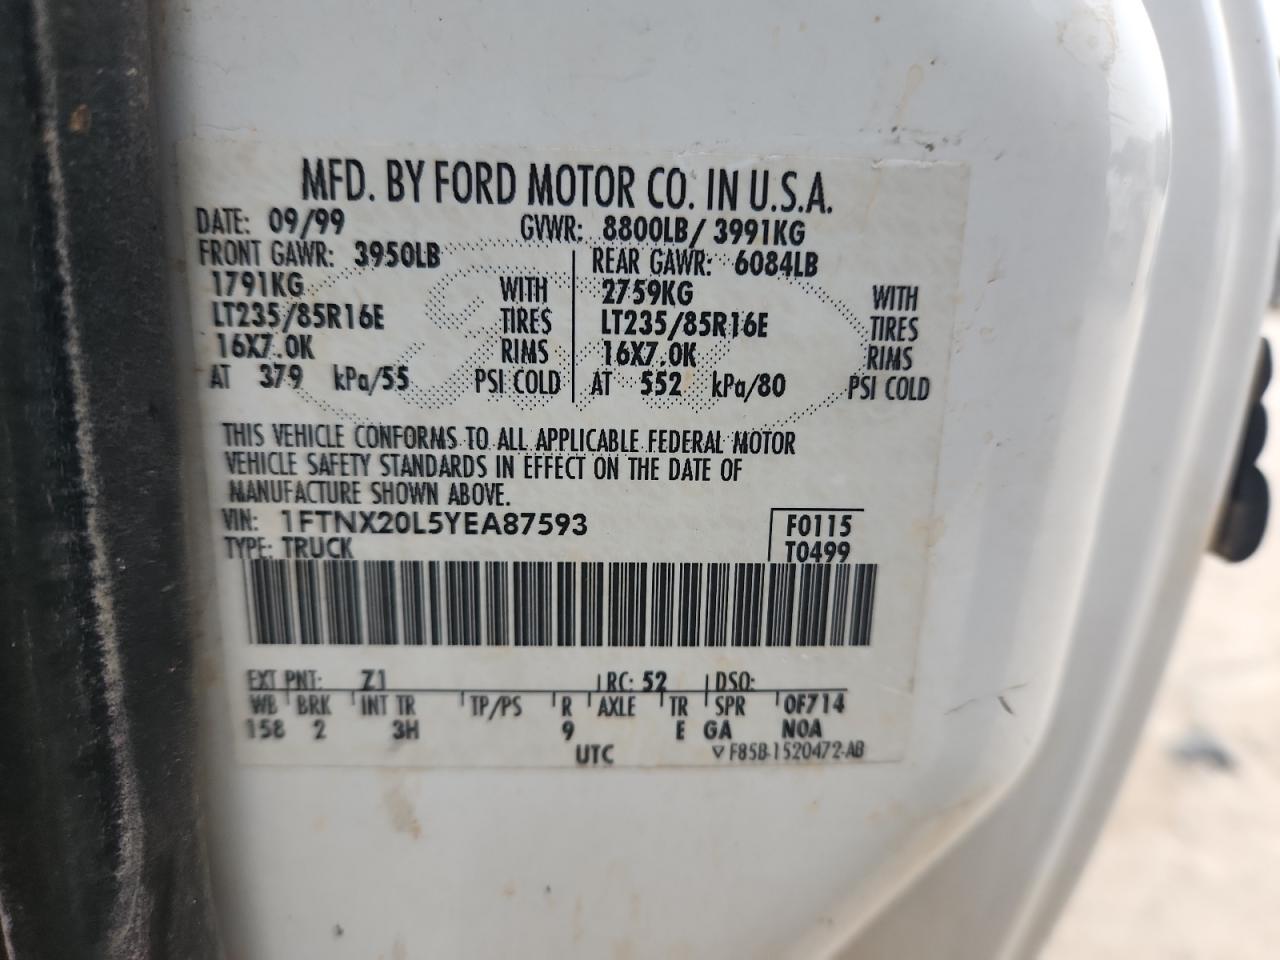 MFD. BY FORD MOTOR CO. IN U.S.A.
DATE: 09/99 GVWR: 8800LB/ 3991KG
FRONT GAWR: 3950LB REAR GAWR: 6084LB
1791KG WITH 2759KG WITH
LT235/85R16E TIRES LT235/85R16E TIRES
16X7.0K RIMS 16X7.0K RIMS
AT 379 kPa/55 PSI COLD AT 552 kPa/80 PSI COLD
THIS VEHICLE CONFORMS TO ALL APPLICABLE FEDERAL MOTOR
VEHICLE SAFETY STANDARDS IN EFFECT ON THE DATE OF
MANUFACTURE SHOWN ABOVE.
VIN: 1FTNX20L5YEA87593 F0115
TYPE: TRUCK T0499
EXT PNT: Z1 RC: 52 DSO:
WB BRK INT TR TP/PS R AXLE TR SPR 0F714
158 2 3H 9 E GA N0A
UTC ▽ F85B-1520472-AB